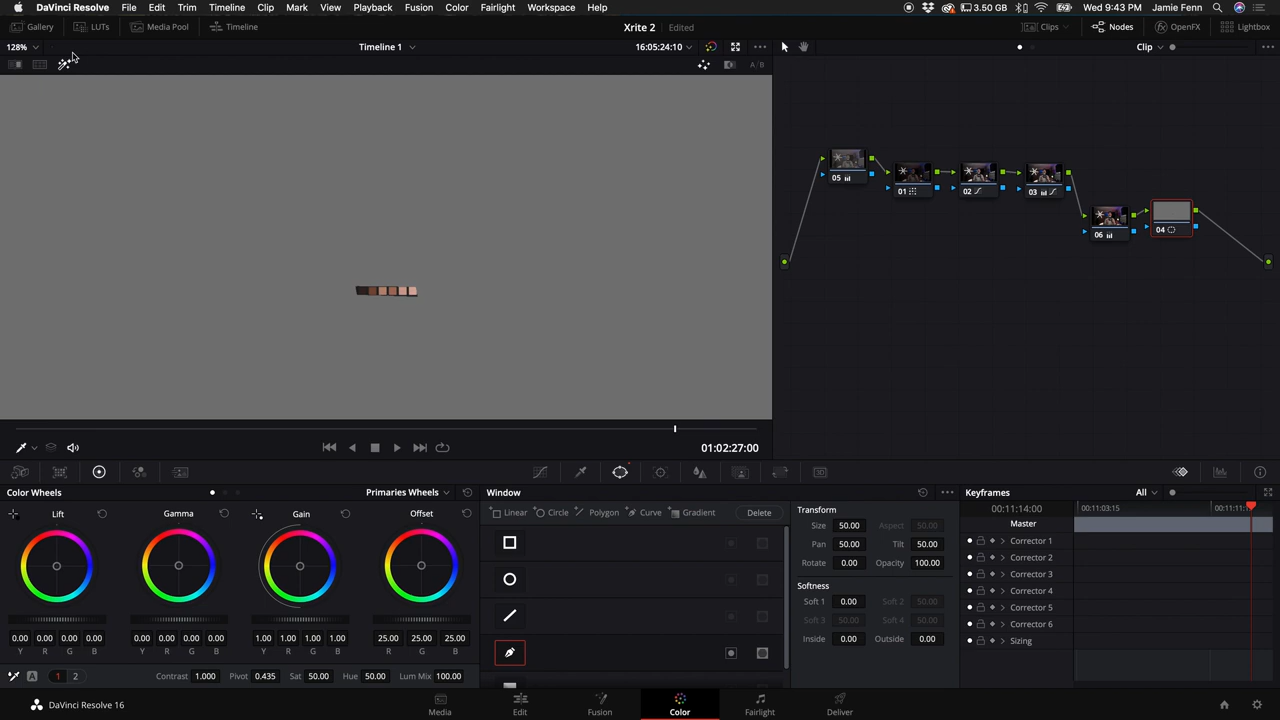 DaVinci Resolve File Edit Trim Timeline Clip Mark View Playback Fusion Color Fairlight Workspace Help 3.50 GB Wed 9:43 PM Jamie Fenn
Gallery LUTs Media Pool Timeline Xrite 2 Edited Clips Nodes OpenFX Lightbox
128% Timeline 1 16:05:24:10 Clip
A/B
05 01 02 03
06 04
01:02:27:00
Color Wheels Primaries Wheels Window Keyframes All
Lift Gamma Gain Offset
Linear Circle Polygon Curve Gradient Delete
Transform
Size 50.00 Aspect 50.00
Pan 50.00 Tilt 50.00
Rotate 0.00 Opacity 100.00
Softness
Soft 1 0.00 Soft 2 50.00
Soft 3 50.00 Soft 4 50.00
Inside 0.00 Outside 0.00
00:11:14:00 00:11:03:15
Master
Corrector 1
Corrector 2
Corrector 3
Corrector 4
Corrector 5
Corrector 6
Sizing
0.00 0.00 0.00 0.00 0.00 0.00 0.00 0.00 1.00 1.00 1.00 1.00 25.00 25.00 25.00
Y R G B Y R G B Y R G B R G B
A 1 2 Contrast 1.000 Pivot 0.435 Sat 50.00 Hue 50.00 Lum Mix 100.00
DaVinci Resolve 16 Media Edit Fusion Color Fairlight Deliver